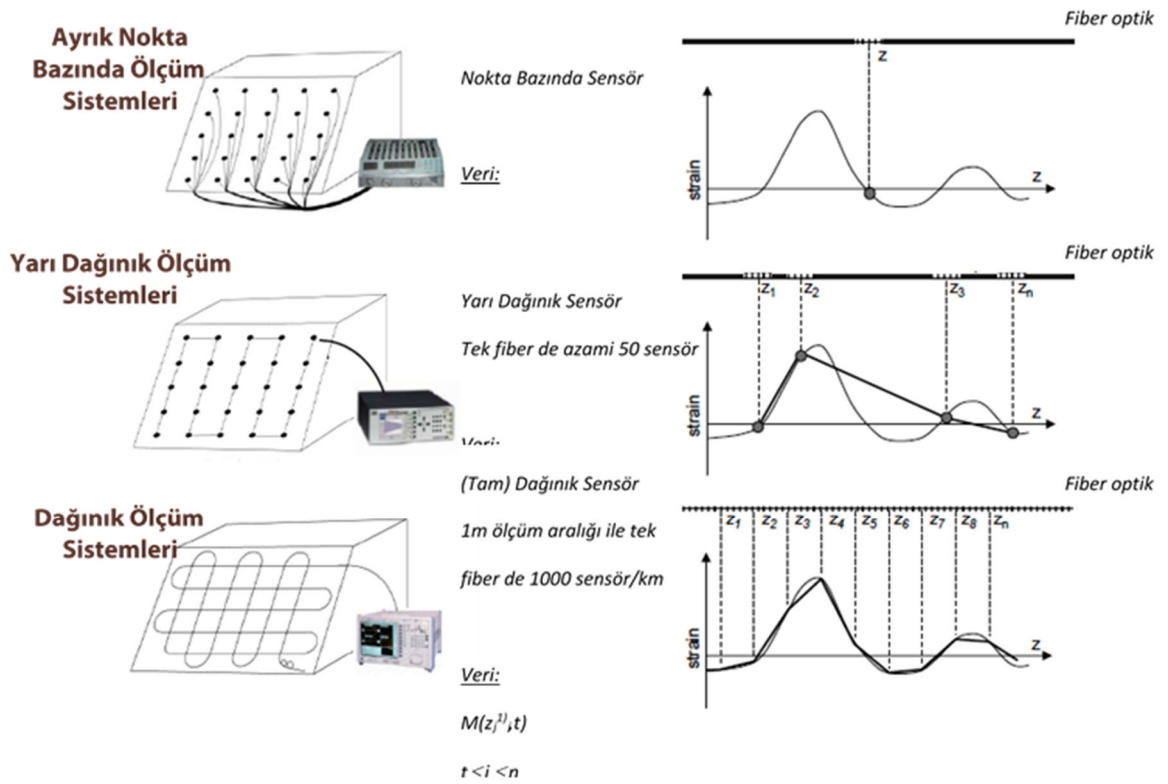 Ayrık Nokta
Bazında Ölçüm
Sistemleri
Nokta Bazında Sensör
Veri:
Fiber optik
z
strain
z
Yarı Dağınık Ölçüm
Sistemleri
Yarı Dağınık Sensör
Tek fiber de azami 50 sensör
Veri:
Fiber optik
z1 z2 z3 zn
strain
z
Dağınık Ölçüm
Sistemleri
(Tam) Dağınık Sensör
1m ölçüm aralığı ile tek
fiber de 1000 sensör/km
Veri:
M(zj1),t)
t<i<n
Fiber optik
z1 z2 z3 z4 z5 z6 z7 z8 zn
strain
z